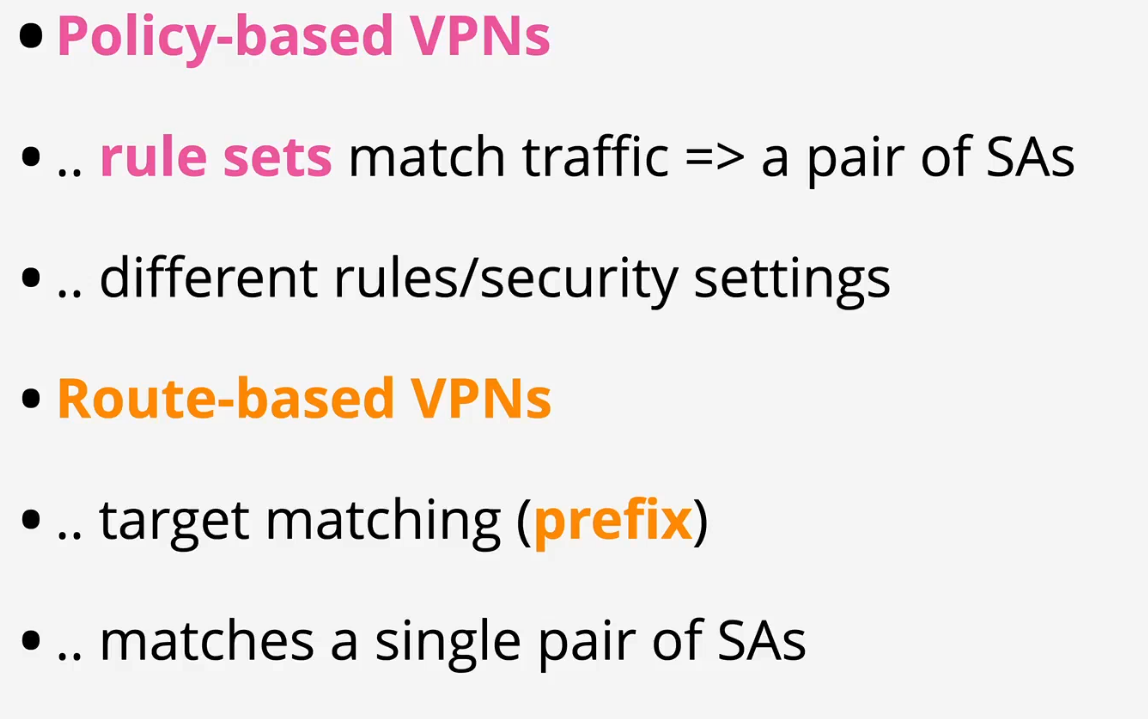 • Policy-based VPNs
• .. rule sets match traffic => a pair of SAs
• .. different rules/security settings
• Route-based VPNs
• .. target matching (prefix)
• .. matches a single pair of SAs